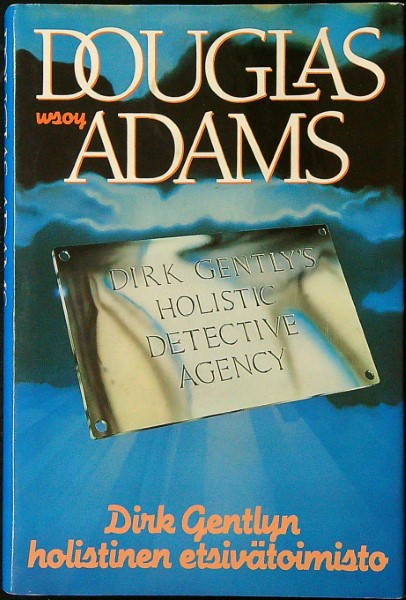 DOUGLAS
wsoy
ADAMS
DIRK GENTLY'S
HOLISTIC
DETECTIVE
AGENCY
Dirk Gentlyn
holistinen etsivätoimisto